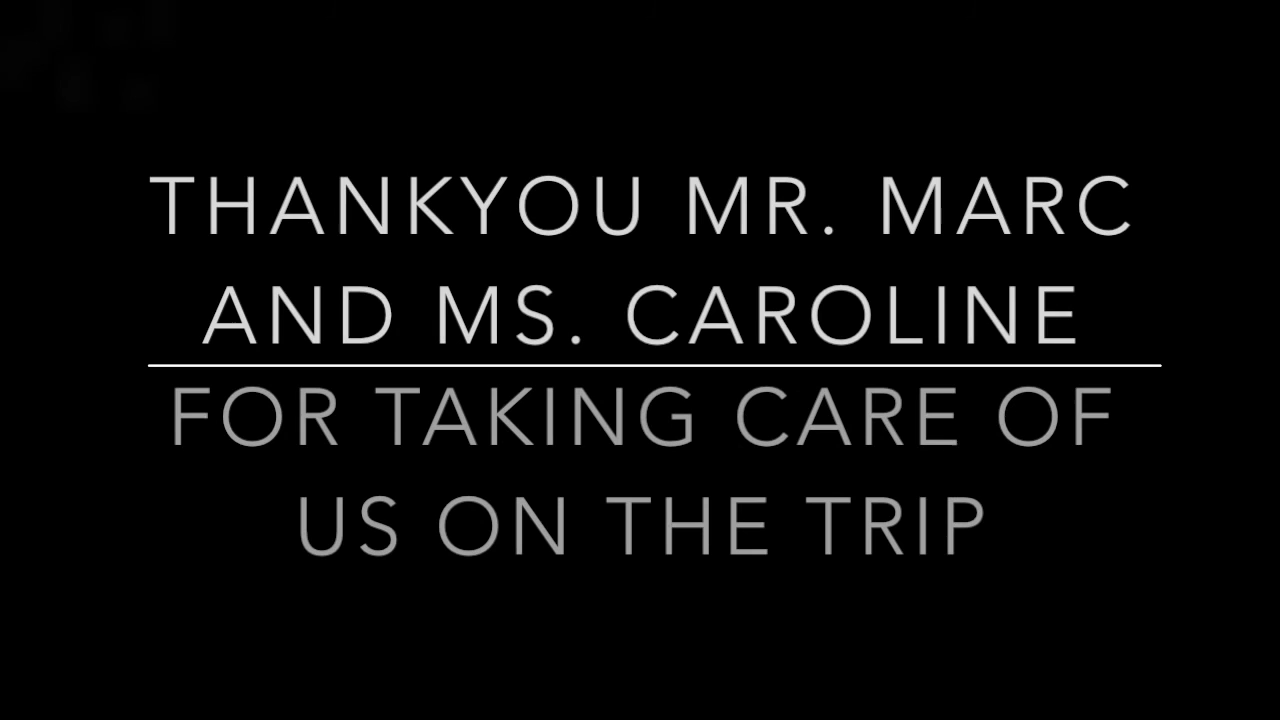 THANKYOU MR. MARC
AND MS. CAROLINE
FOR TAKING CARE OF
US ON THE TRIP